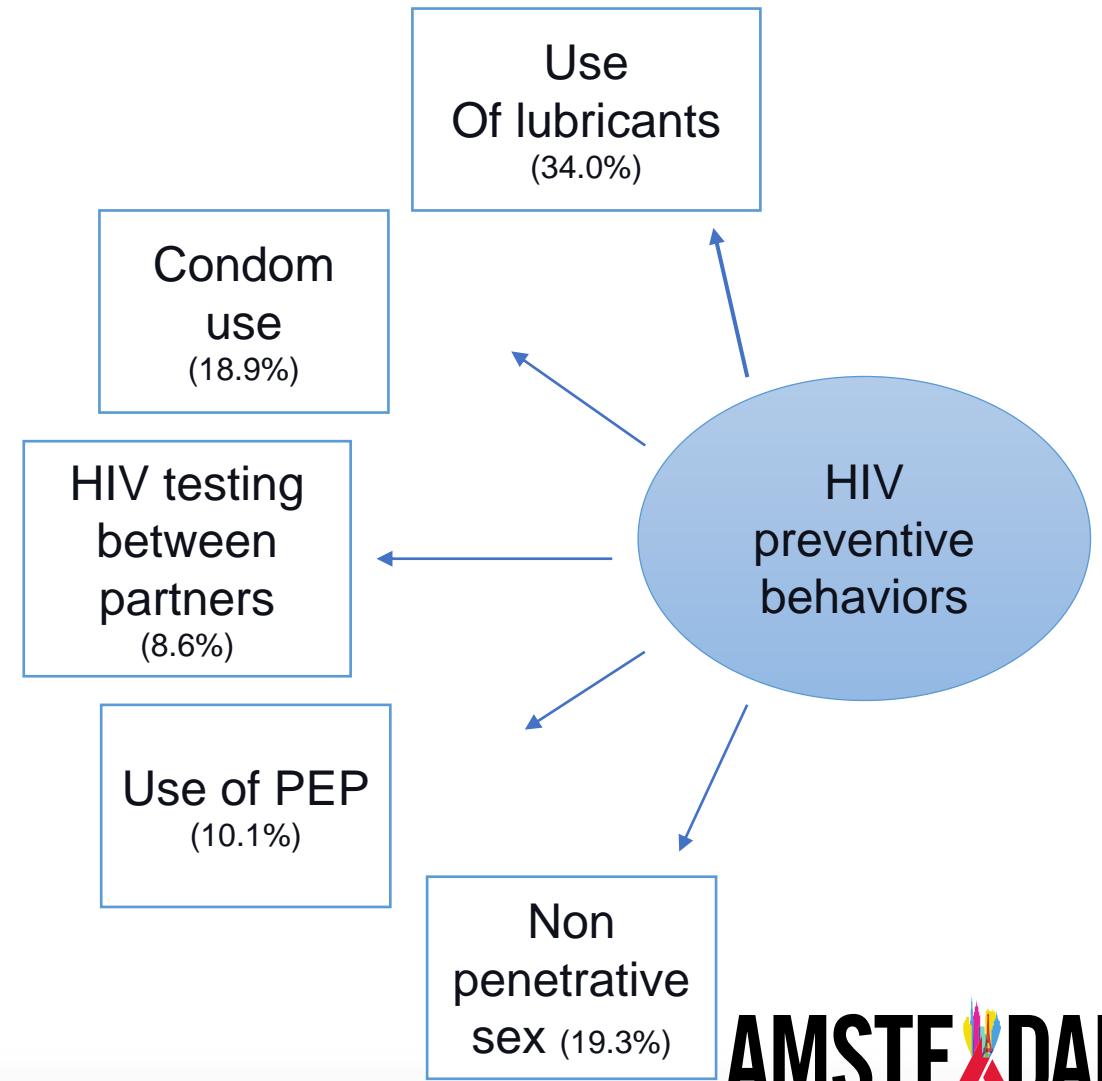 Use
Of lubricants
(34.0%)
Condom
use
(18.9%)
HIV testing
between
partners
(8.6%)
Use of PEP
(10.1%)
Non
penetrative
sex (19.3%)
HIV
preventive
behaviors